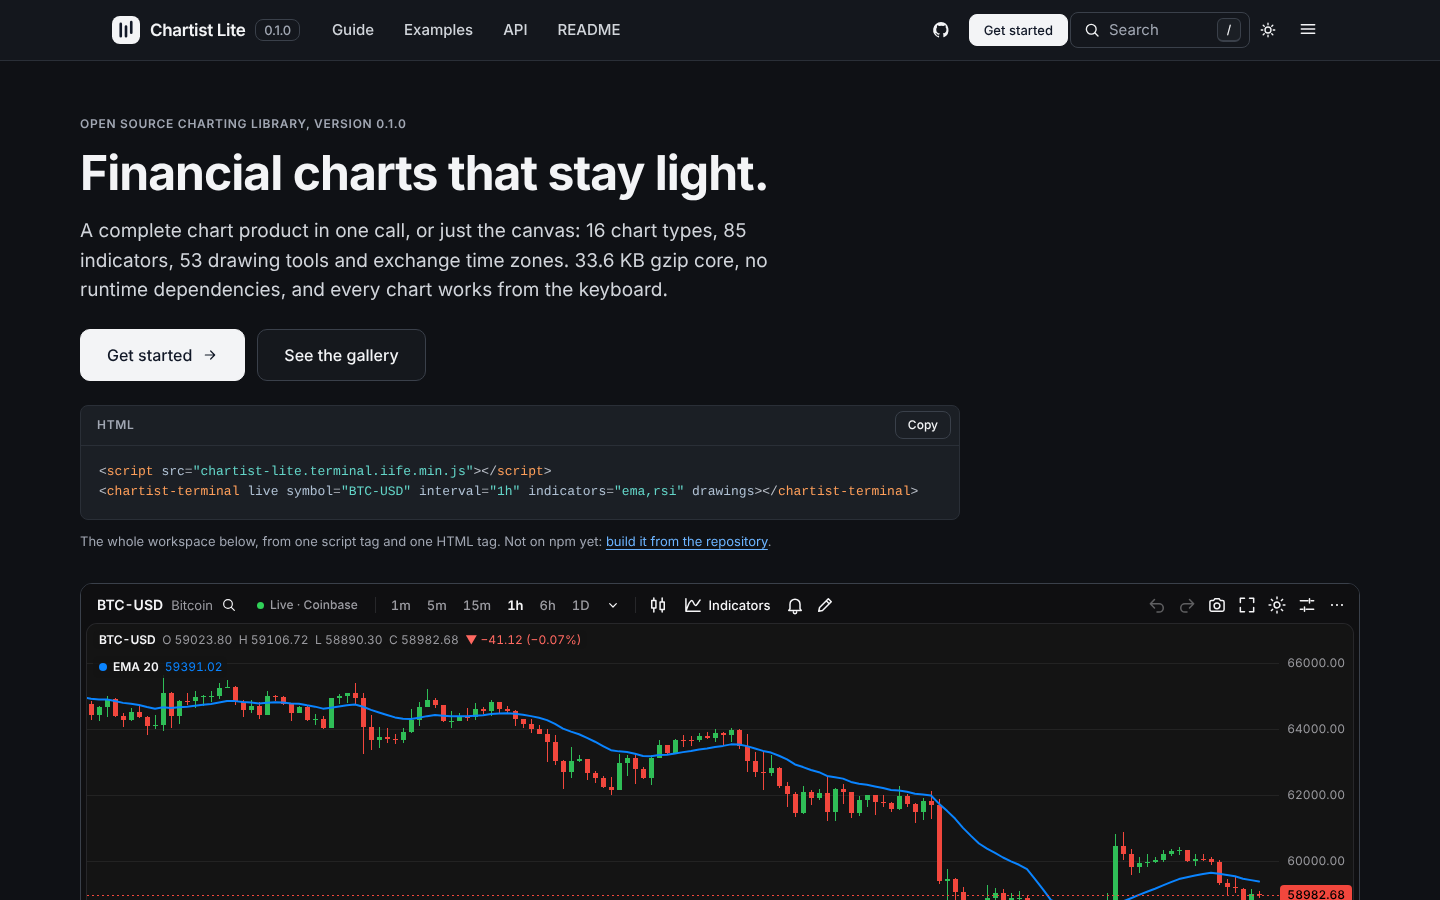 Chartist Lite 0.1.0 Guide Examples API README Get started Search /
OPEN SOURCE CHARTING LIBRARY, VERSION 0.1.0
Financial charts that stay light.
A complete chart product in one call, or just the canvas: 16 chart types, 85
indicators, 53 drawing tools and exchange time zones. 33.6 KB gzip core, no
runtime dependencies, and every chart works from the keyboard.
Get started → See the gallery
HTML Copy
<script src="chartist-lite.terminal.iife.min.js"></script>
<chartist-terminal live symbol="BTC-USD" interval="1h" indicators="ema,rsi" drawings></chartist-terminal>
The whole workspace below, from one script tag and one HTML tag. Not on npm yet: build it from the repository.
BTC-USD Bitcoin Live · Coinbase 1m 5m 15m 1h 6h 1D Indicators
BTC-USD O 59023.80 H 59106.72 L 58890.30 C 58982.68 ▼ −41.12 (−0.07%)
EMA 20 59391.02
66000.00
64000.00
62000.00
60000.00
58982.68